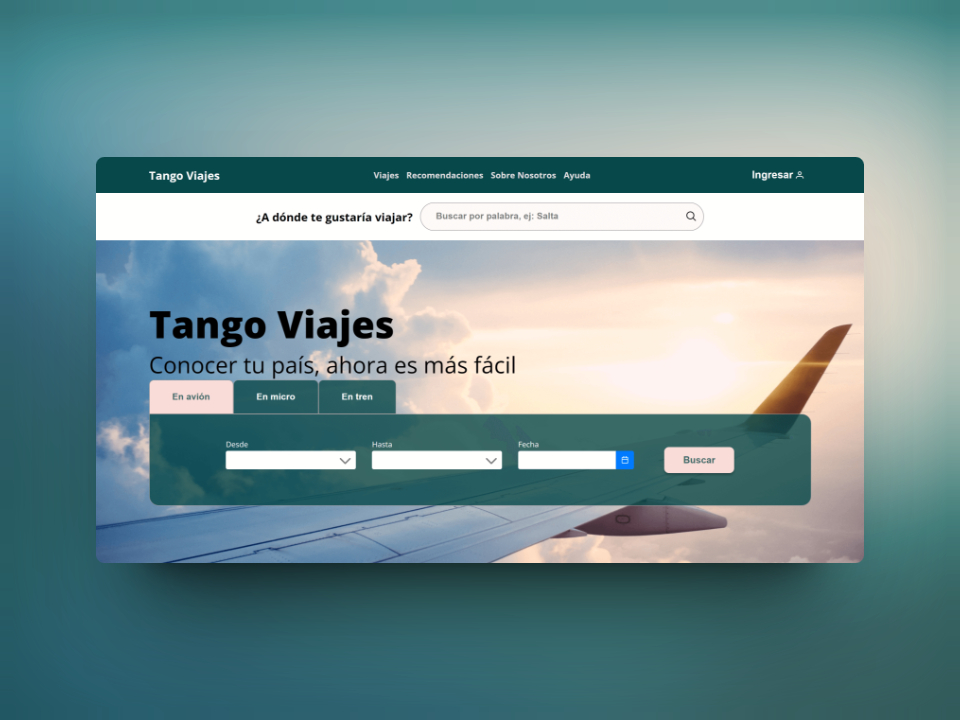 Tango Viajes
Viajes Recomendaciones Sobre Nosotros Ayuda
Ingresar
¿A dónde te gustaría viajar?
Buscar por palabra, ej: Salta
Tango Viajes
Conocer tu país, ahora es más fácil
En avión
En micro
En tren
Desde
Hasta
Fecha
Buscar